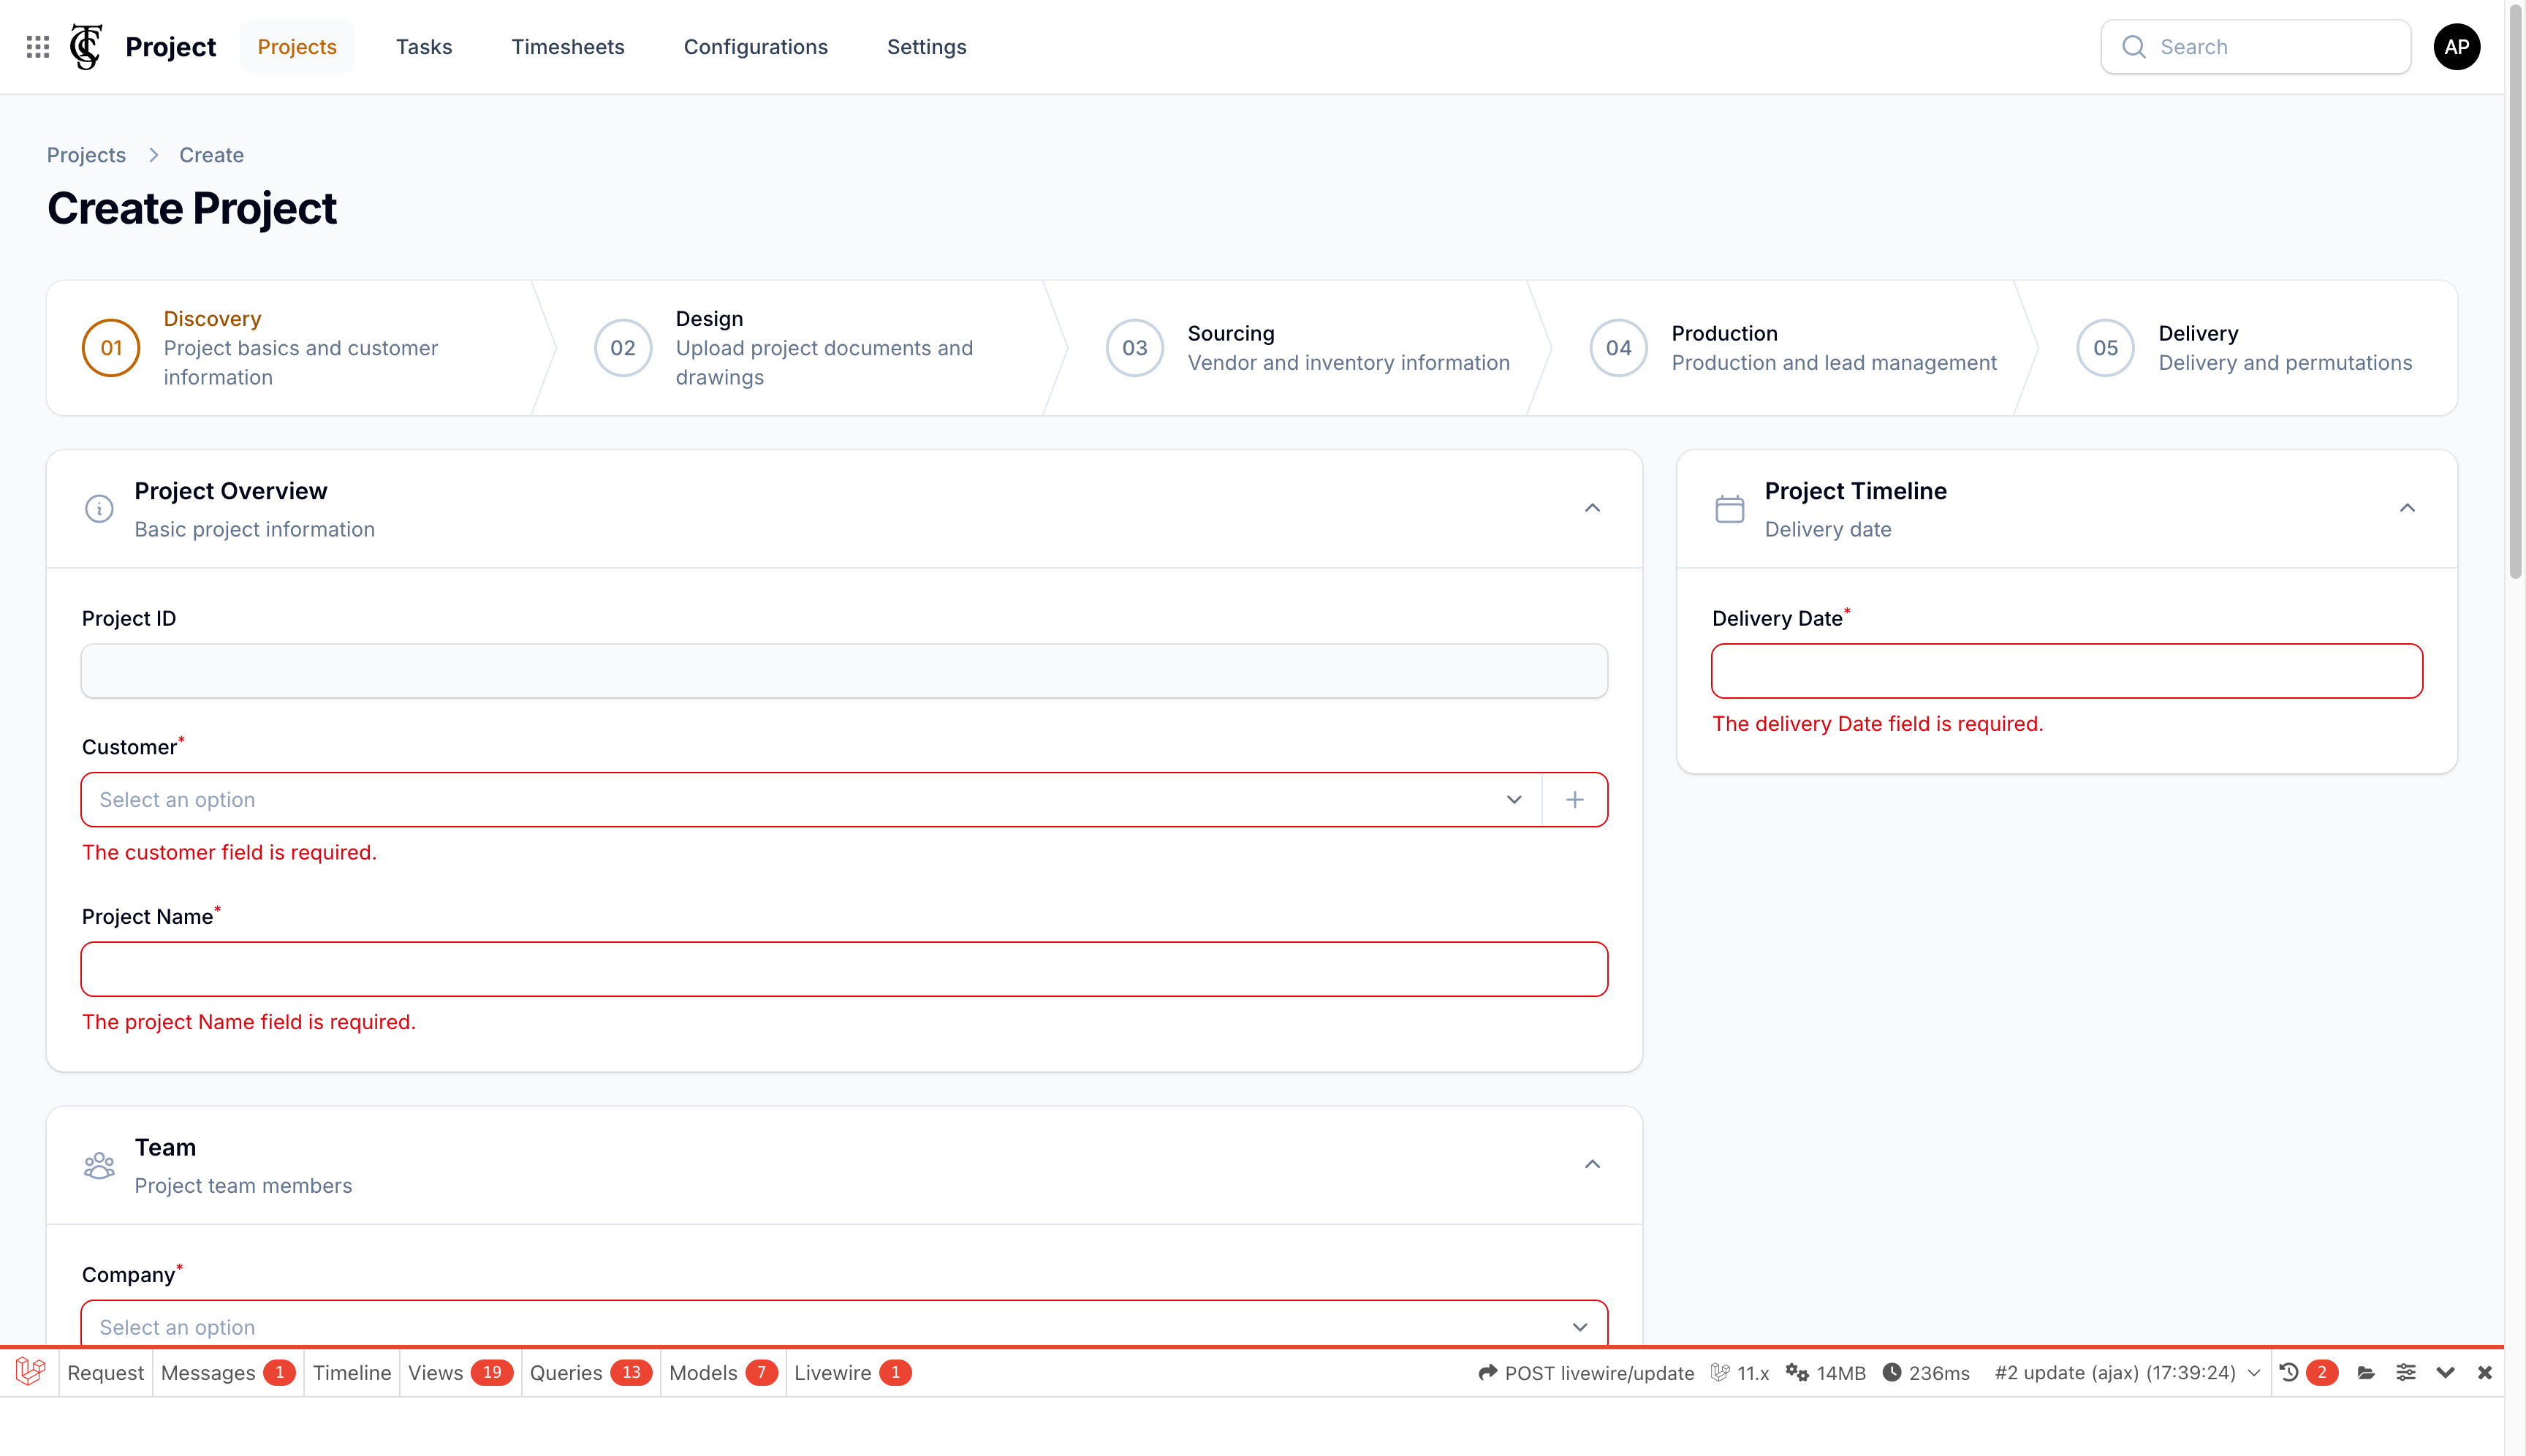 Project
Projects
Tasks
Timesheets
Configurations
Settings
Search
AP
Projects
Create
Create Project
01
Discovery
Project basics and customer
information
02
Design
Upload project documents and
drawings
03
Sourcing
Vendor and inventory information
04
Production
Production and lead management
05
Delivery
Delivery and permutations
Project Overview
Basic project information
Project ID
Customer*
Select an option
The customer field is required.
Project Name*
The project Name field is required.
Project Timeline
Delivery date
Delivery Date*
The delivery Date field is required.
Team
Project team members
Company*
Select an option
Request
Messages 1
Timeline
Views 19
Queries 13
Models 7
Livewire 1
POST livewire/update
11.x
14MB
236ms
#2 update (ajax) (17:39:24)
2